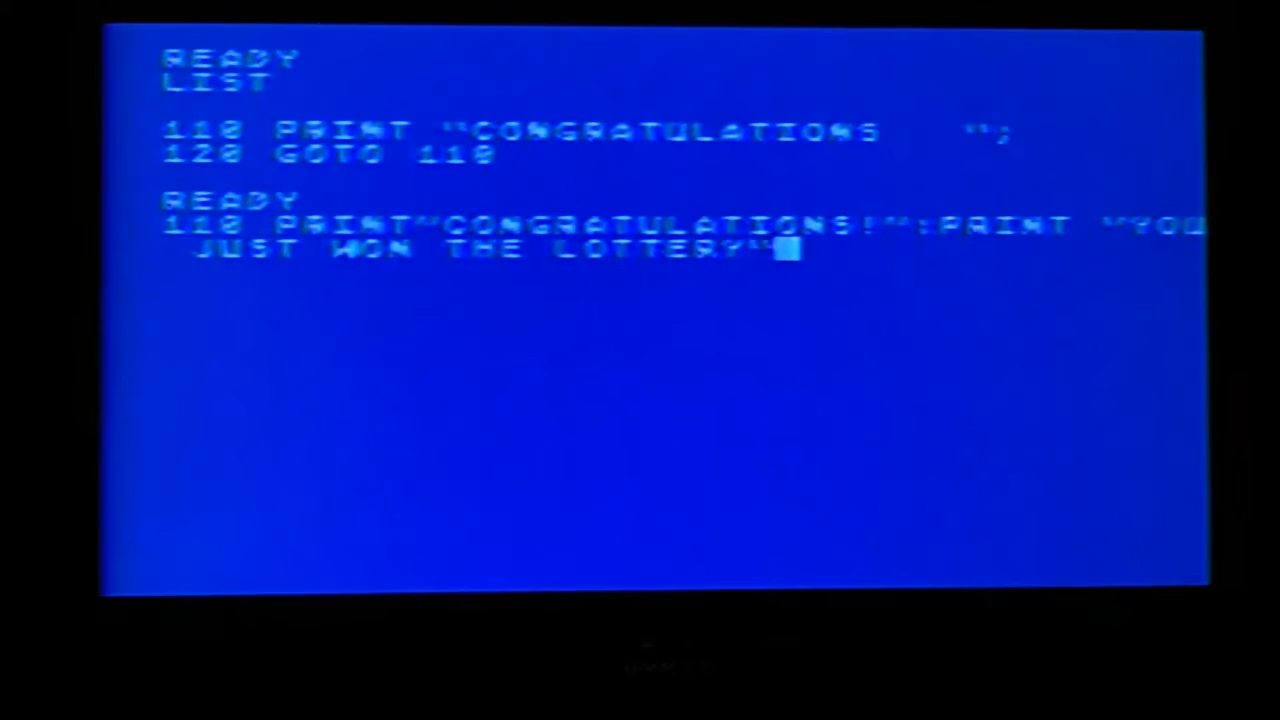 READY
LIST
110 PRINT "CONGRATULATIONS   ";
120 GOTO 110
READY
110 PRINT"CONGRATULATIONS!":PRINT "YOU
JUST WON THE LOTTERY"